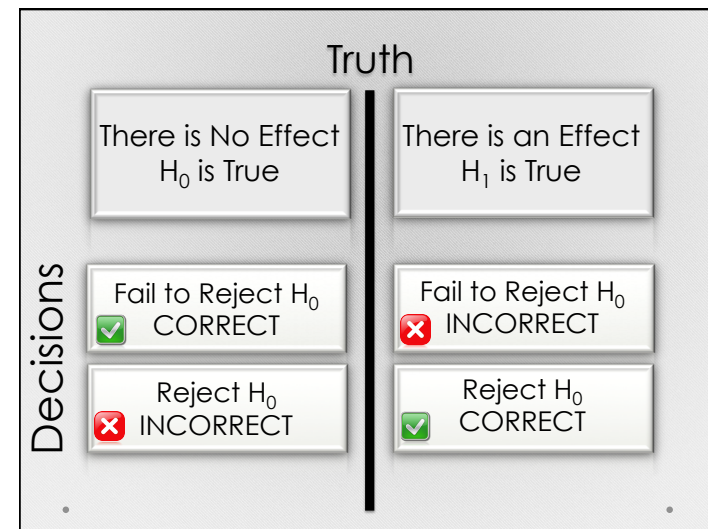 Truth
There is No Effect
H₀ is True
There is an Effect
H₁ is True
Decisions
Fail to Reject H₀
CORRECT
Fail to Reject H₀
INCORRECT
Reject H₀
INCORRECT
Reject H₀
CORRECT